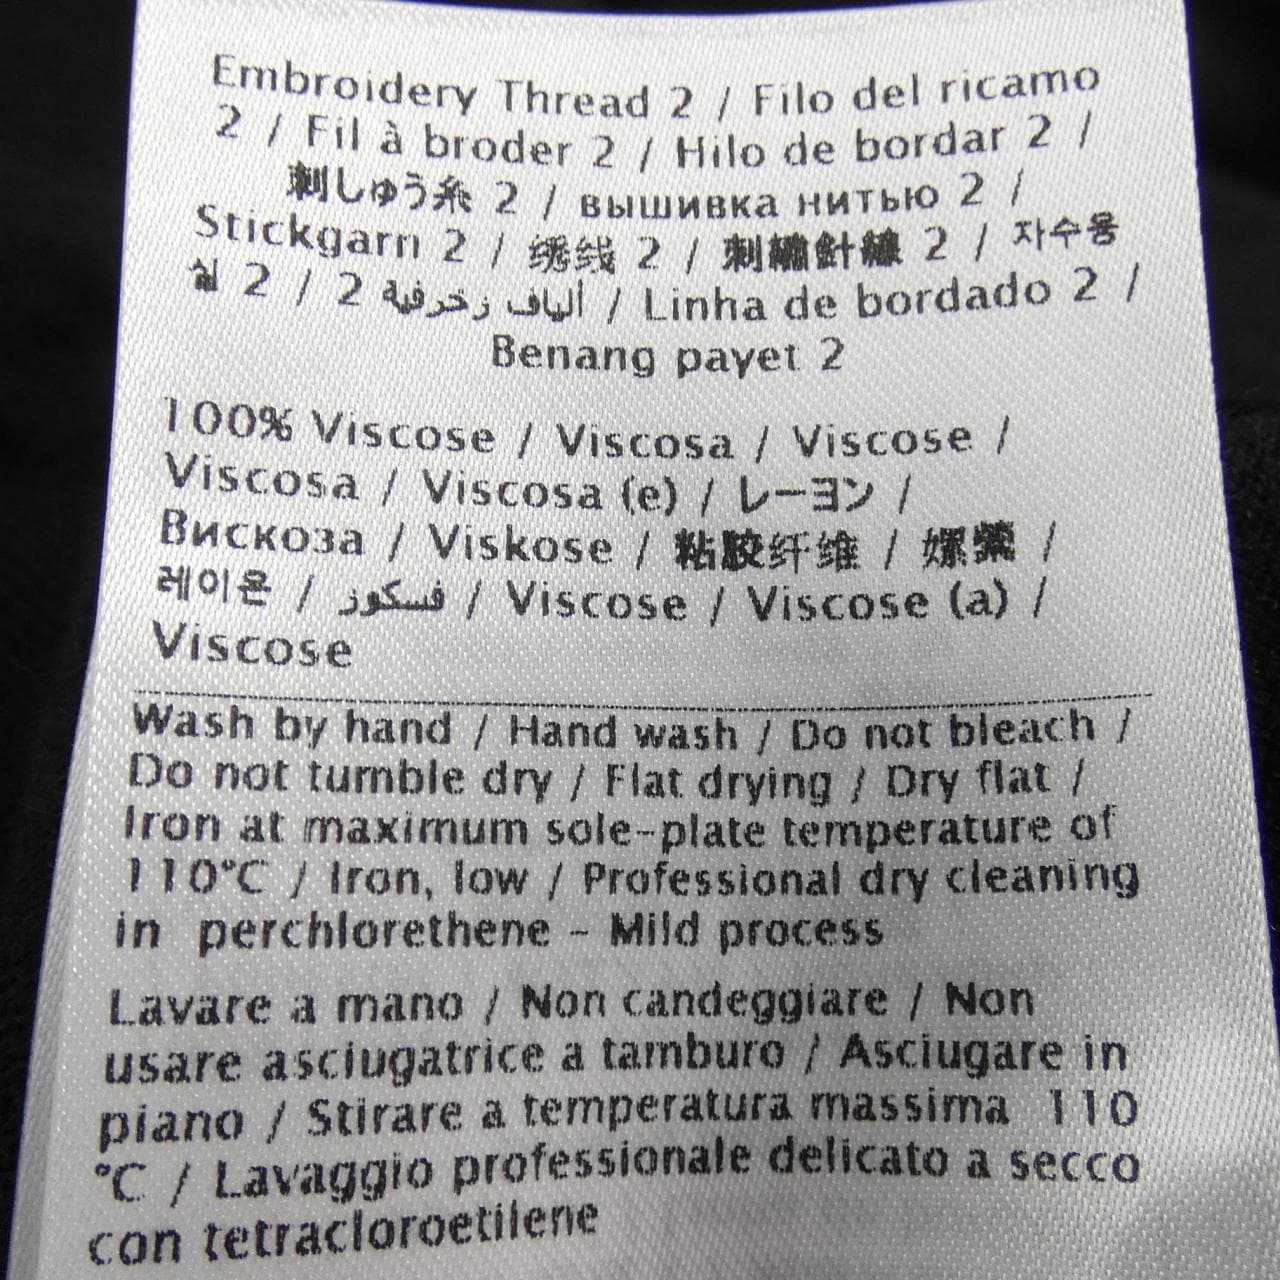 Embroidery Thread 2 / Filo del ricamo
2 / Fil à broder 2 / Hilo de bordar 2 /
刺しゅう糸 2 / вышивка нитью 2 /
Stickgarn 2 / 绣线 2 / 刺繡針線 2 / 자수용
실 2 / 2 ألياف زخرفية / Linha de bordado 2 /
Benang payet 2
100% Viscose / Viscosa / Viscose /
Viscosa / Viscosa (e) / レーヨン /
Вискоза / Viskose / 粘胶纤维 / 嫘縈 /
레이온 / فسكوز / Viscose / Viscose (a) /
Viscose
Wash by hand / Hand wash / Do not bleach /
Do not tumble dry / Flat drying / Dry flat /
Iron at maximum sole-plate temperature of
110°C / Iron, low / Professional dry cleaning
in perchlorethene - Mild process
Lavare a mano / Non candeggiare / Non
usare asciugatrice a tamburo / Asciugare in
piano / Stirare a temperatura massima 110
°C / Lavaggio professionale delicato a secco
con tetracloroetilene